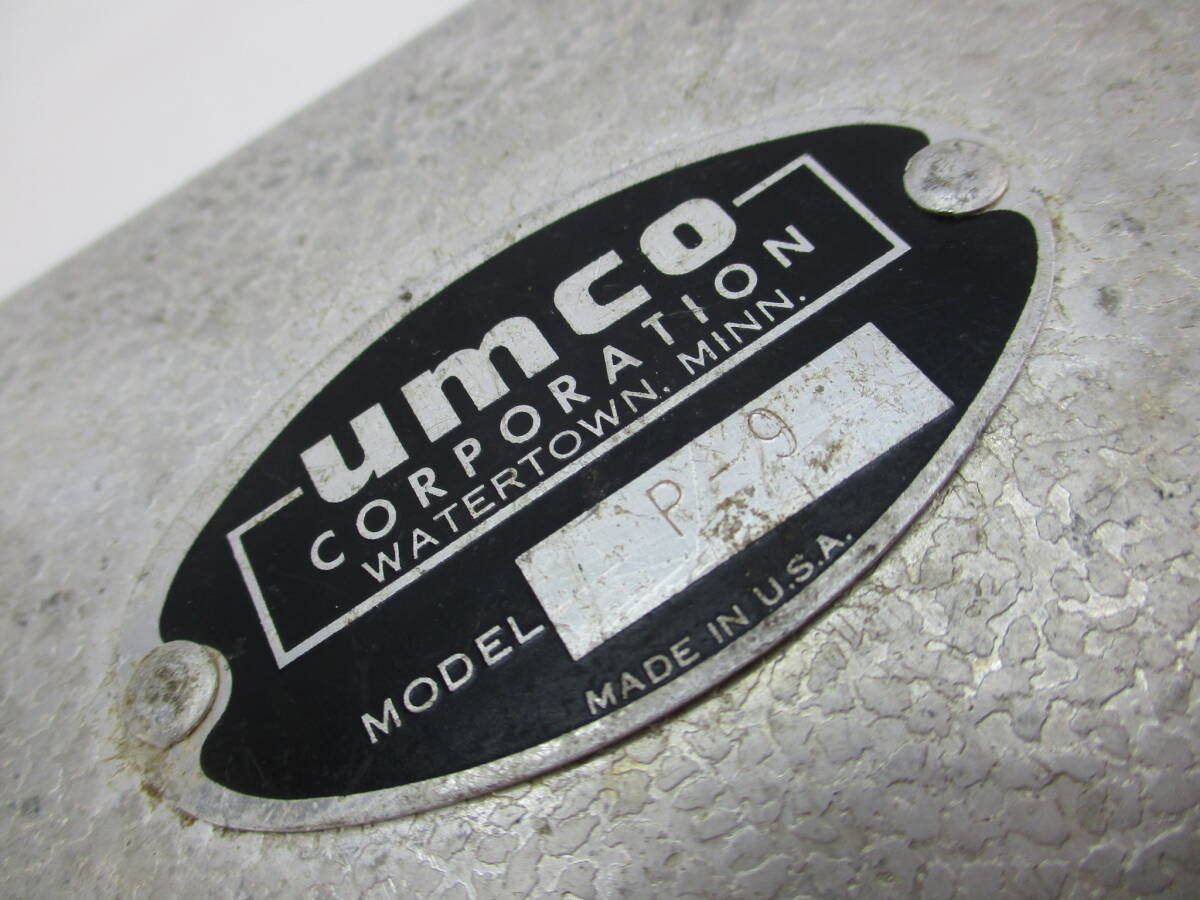 umco
CORPORATION
WATERTOWN, MINN.
MODEL P-9
MADE IN U.S.A.